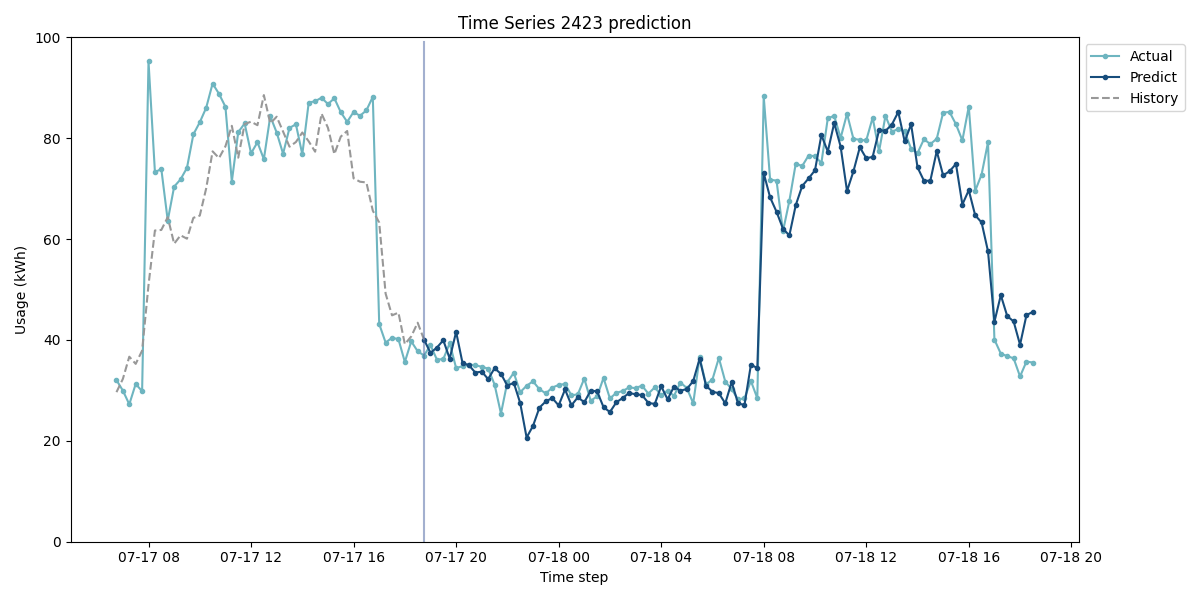 Time Series 2423 prediction
Actual
Predict
History
Usage (kWh)
100
80
60
40
20
0
07-17 08 07-17 12 07-17 16 07-17 20 07-18 00 07-18 04 07-18 08 07-18 12 07-18 16 07-18 20
Time step